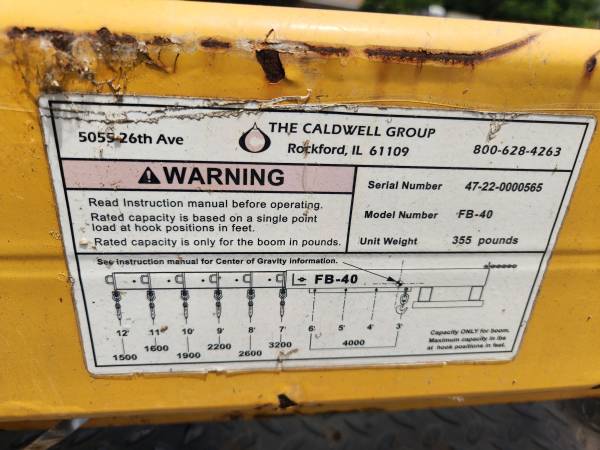 5055 26th Ave
THE CALDWELL GROUP
Rockford, IL 61109
800-628-4263
WARNING
Read Instruction manual before operating.
Rated capacity is based on a single point
load at hook positions in feet.
Rated capacity is only for the boom in pounds.
Serial Number 47-22-0000565
Model Number FB-40
Unit Weight 355 pounds
See instruction manual for Center of Gravity information.
FB-40
12' 11' 10' 9' 8' 7' 6' 5' 4' 3'
1500 1600 1900 2200 2600 3200 4000
Capacity ONLY for boom.
Maximum capacity in lbs
at hook positions in feet.